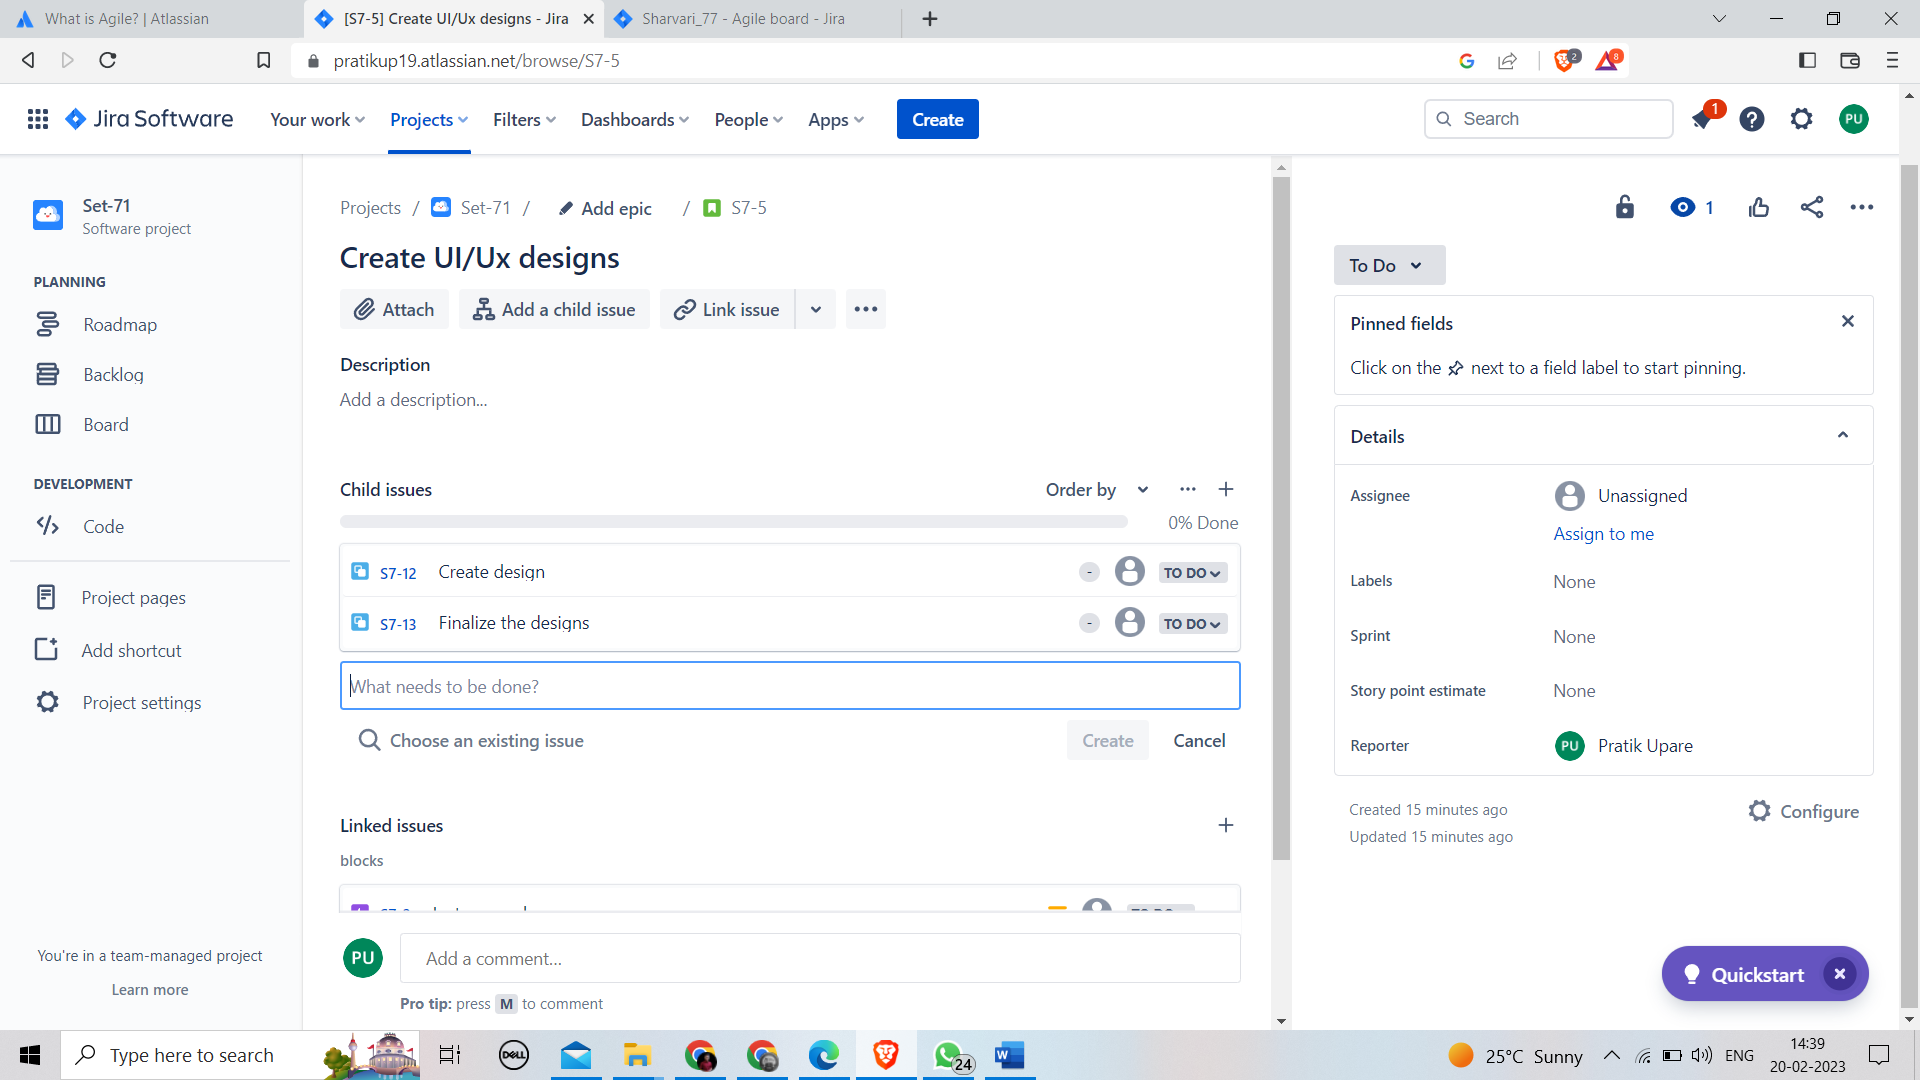 What is Agile? | Atlassian
[S7-5] Create UI/Ux designs - Jira
Sharvari_77 - Agile board - Jira
pratikup19.atlassian.net/browse/S7-5
2
8
Jira Software
Your work
Projects
Filters
Dashboards
People
Apps
Create
Search
1
PU
Set-71
Software project
PLANNING
Roadmap
Backlog
Board
DEVELOPMENT
Code
Project pages
Add shortcut
Project settings
You're in a team-managed project
Learn more
Projects / Set-71 / Add epic / S7-5
Create UI/Ux designs
Attach
Add a child issue
Link issue
Description
Add a description...
Child issues
Order by
0% Done
S7-12 Create design - TO DO
S7-13 Finalize the designs - TO DO
What needs to be done?
Choose an existing issue
Create
Cancel
Linked issues
blocks
TO DO
PU
Add a comment...
Pro tip: press M to comment
1
To Do
Pinned fields
Click on the next to a field label to start pinning.
Details
Assignee
Unassigned
Assign to me
Labels
None
Sprint
None
Story point estimate
None
Reporter
PU Pratik Upare
Created 15 minutes ago
Updated 15 minutes ago
Configure
Quickstart
Type here to search
DELL
24
25°C Sunny
ENG
14:39
20-02-2023